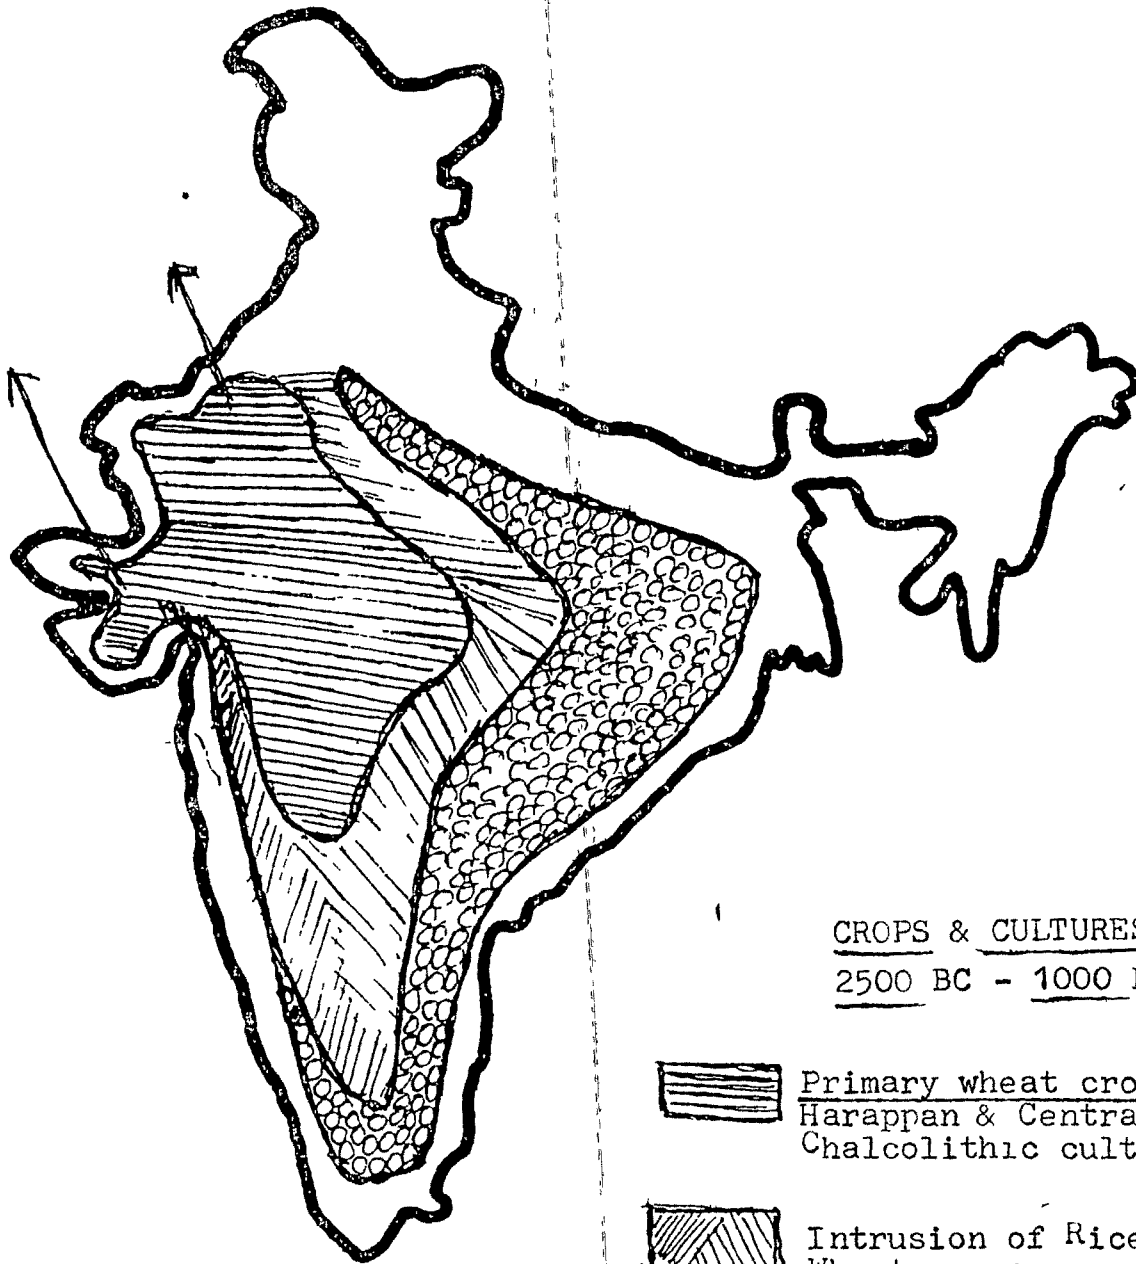 CROPS & CULTURES
2500 BC - 1000
Primary wheat cro
Harappan & Centra
Chalcolithic cult
Intrusion of Rice